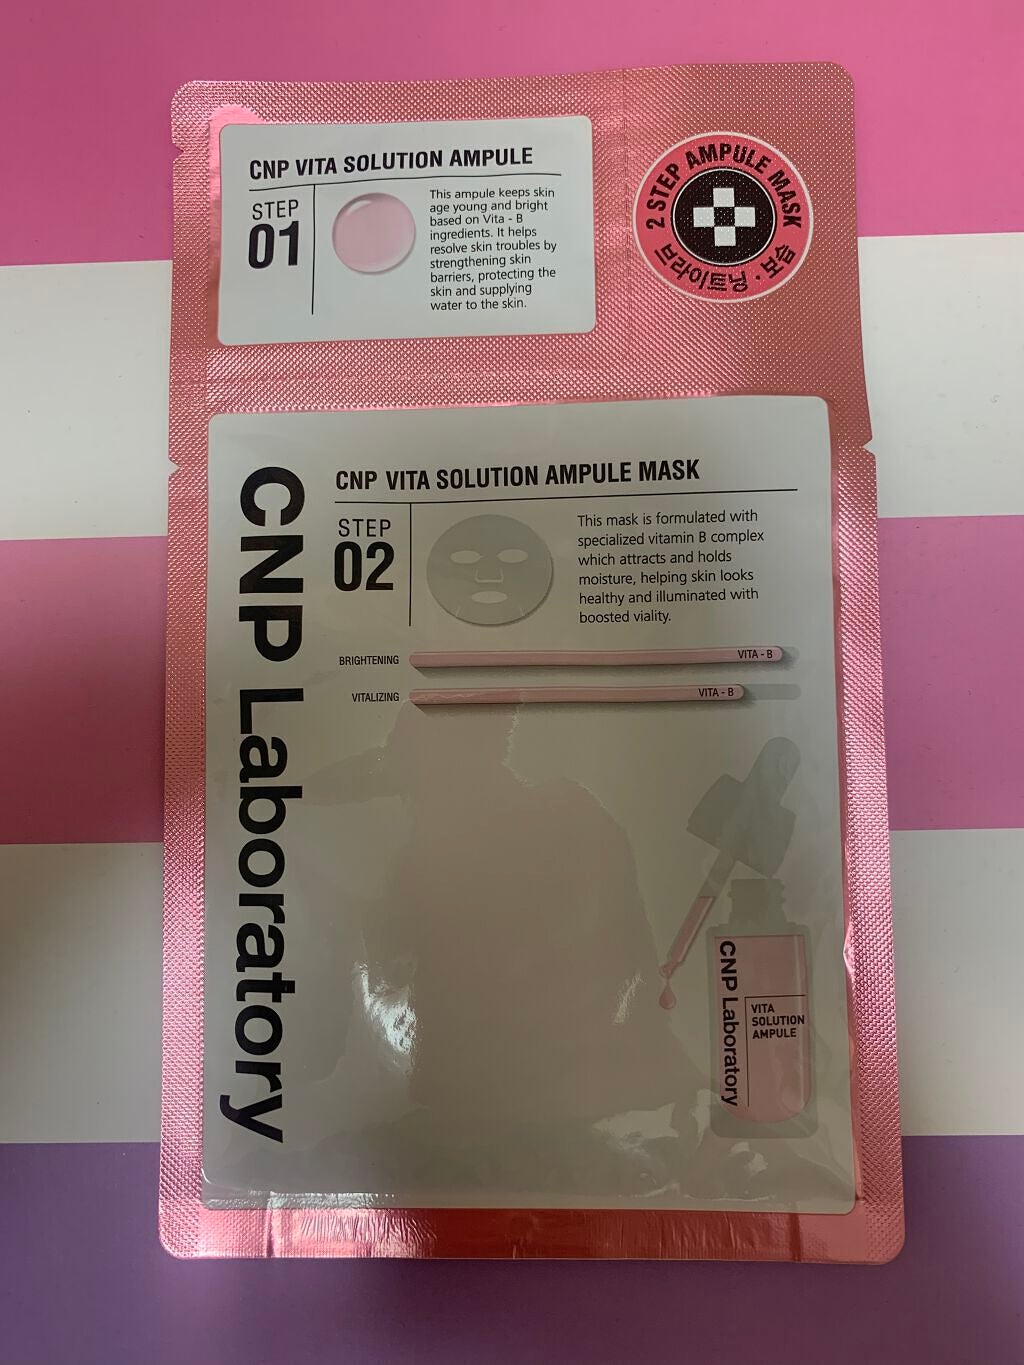 CNP VITA SOLUTION AMPULE
STEP
01
This ampule keeps skin
age young and bright
based on Vita - B
ingredients. It helps
resolve skin troubles by
strengthening skin
barriers, protecting the
skin and supplying
water to the skin.
2 STEP AMPULE MASK
브라이트닝 · 보습
CNP Laboratory
CNP VITA SOLUTION AMPULE MASK
STEP
02
This mask is formulated with
specialized vitamin B complex
which attracts and holds
moisture, helping skin looks
healthy and illuminated with
boosted viality.
BRIGHTENING
VITA - B
VITALIZING
VITA - B
CNP Laboratory
VITA
SOLUTION
AMPULE